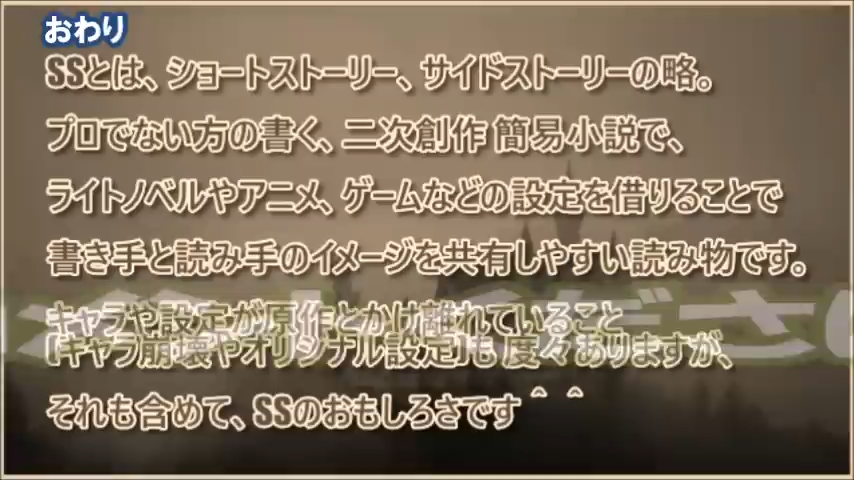 おわり
SSとは、ショートストーリー、サイドストーリーの略。
プロでない方の書く、二次創作 簡易小説で、
ライトノベルやアニメ、ゲームなどの設定を借りることで
書き手と読み手のイメージを共有しやすい読み物です。
キャラや設定が原作とかけ離れていること
(キャラ崩壊やオリジナル設定)も 度々ありますが、
それも含めて、SSのおもしろさです＾ ＾